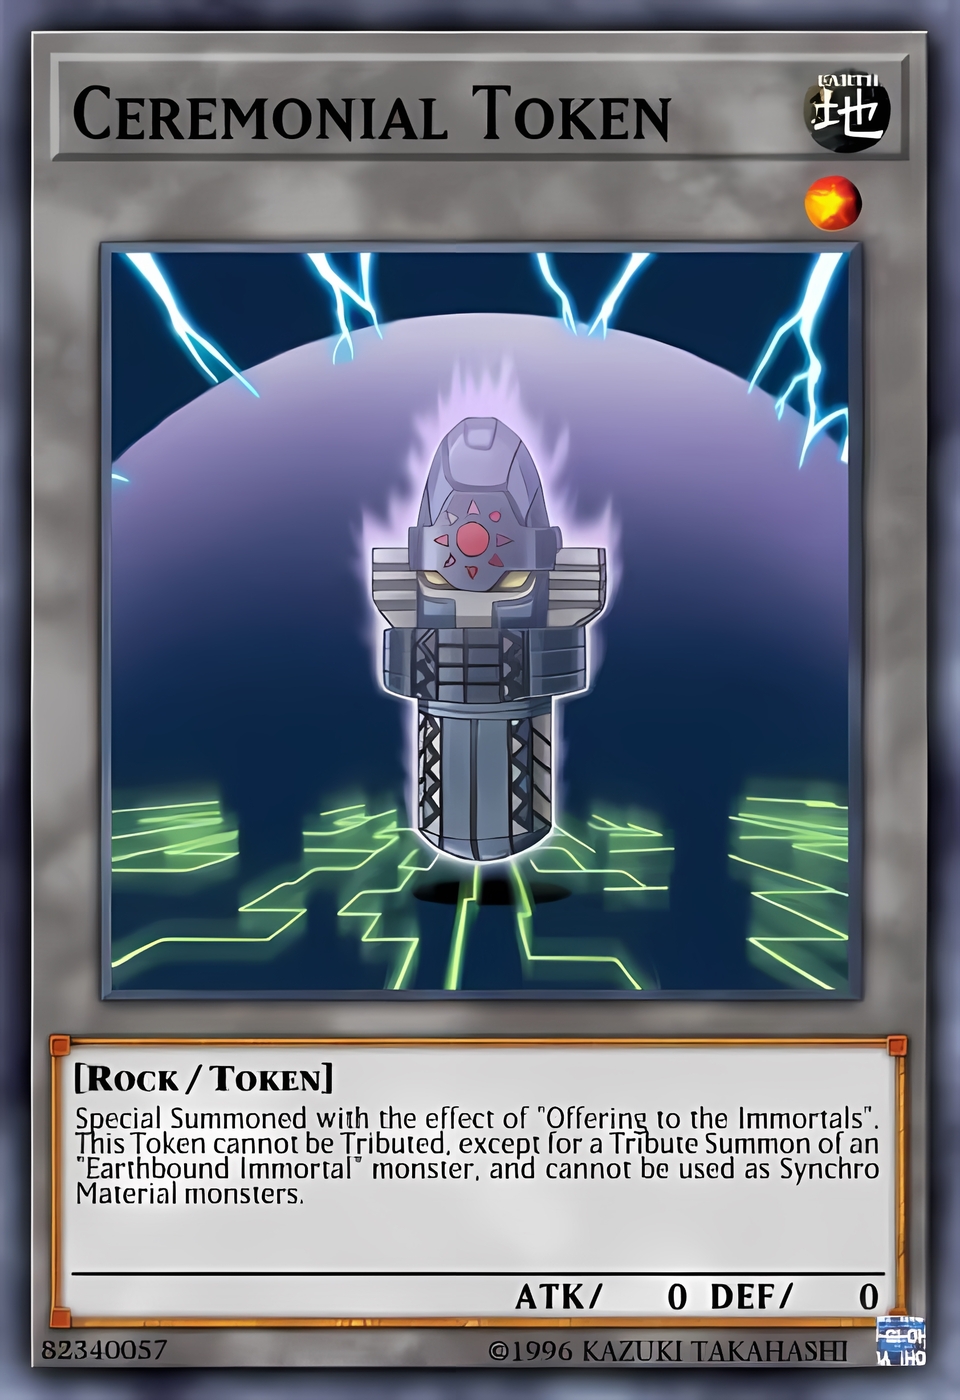 CEREMONIAL TOKEN
EARTH
地
[ROCK / TOKEN]
Special Summoned with the effect of "Offering to the Immortals".
This Token cannot be Tributed, except for a Tribute Summon of an
"Earthbound Immortal" monster, and cannot be used as Synchro
Material monsters.
ATK/ 0 DEF/ 0
82340057 ©1996 KAZUKI TAKAHASHI